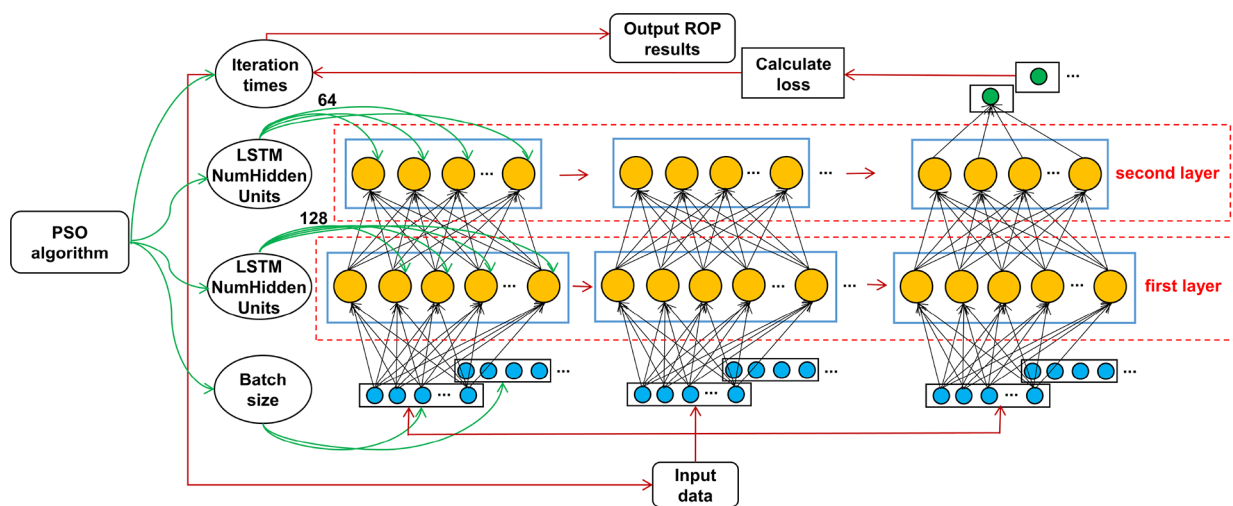 Output ROP
results
Iteration
times
Calculate
loss
...
64
LSTM
NumHidden
Units
...
...
...
...
second layer
PSO
algorithm
128
LSTM
NumHidden
Units
...
...
...
...
...
first layer
Batch
size
...
...
...
...
...
...
Input
data